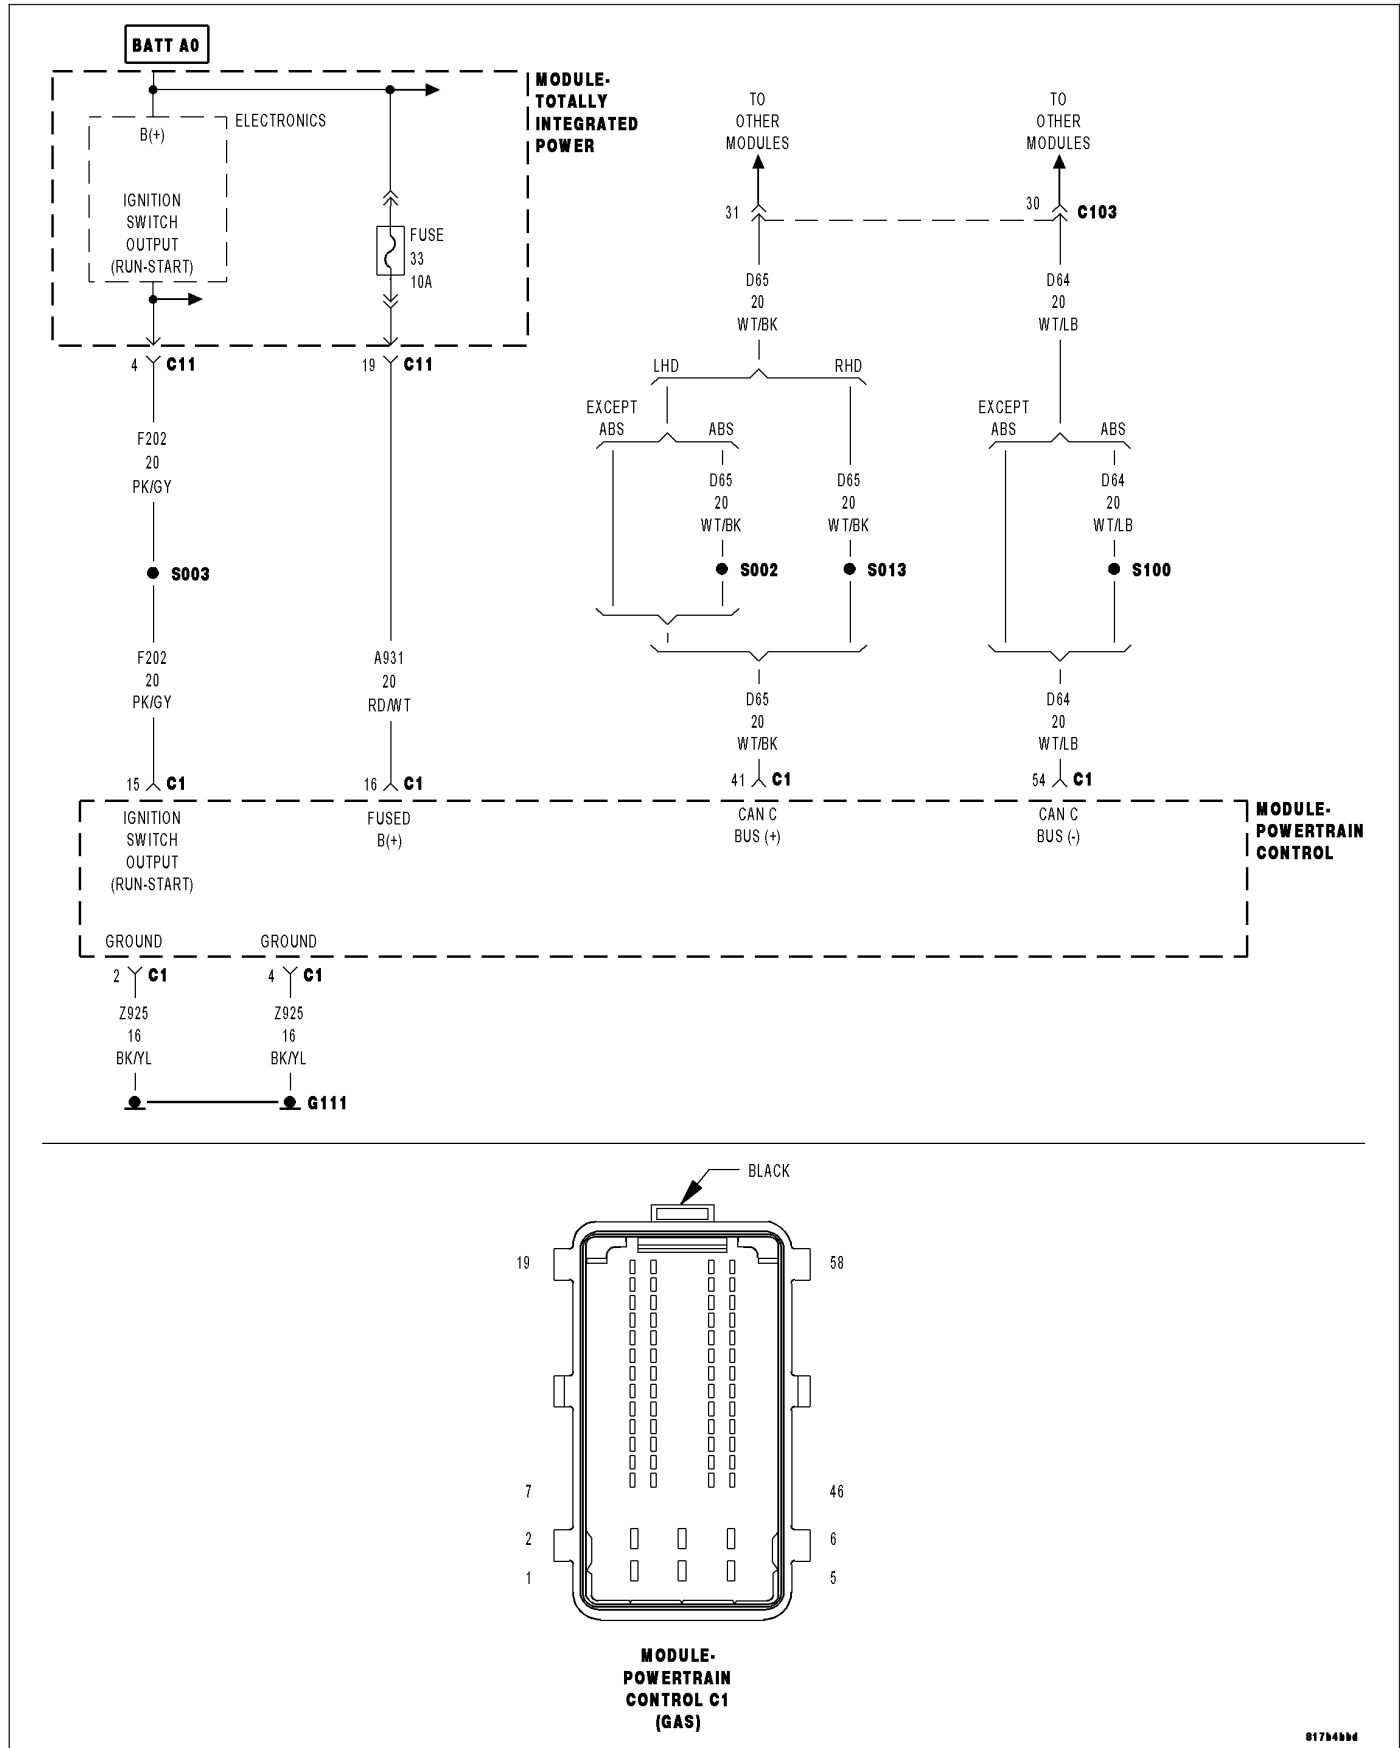 BATT A0
MODULE-
TOTALLY
INTEGRATED
POWER
ELECTRONICS
B(+)
IGNITION
SWITCH
OUTPUT
(RUN-START)
FUSE
33
10A
TO
OTHER
MODULES
TO
OTHER
MODULES
31
30 C103
4 C11
19 C11
D65
20
WT/BK
D64
20
WT/LB
LHD
RHD
EXCEPT
ABS
ABS
EXCEPT
ABS
ABS
F202
20
PK/GY
D65
20
WT/BK
D65
20
WT/BK
D64
20
WT/LB
S003
S002
S013
S100
F202
20
PK/GY
A931
20
RD/WT
D65
20
WT/BK
D64
20
WT/LB
15 C1
16 C1
41 C1
54 C1
IGNITION
SWITCH
OUTPUT
(RUN-START)
FUSED
B(+)
CAN C
BUS (+)
CAN C
BUS (-)
MODULE-
POWERTRAIN
CONTROL
GROUND
GROUND
2 C1
4 C1
Z925
16
BK/YL
Z925
16
BK/YL
G111
BLACK
19
58
7
46
2
6
1
5
MODULE-
POWERTRAIN
CONTROL C1
(GAS)
817b4bbd